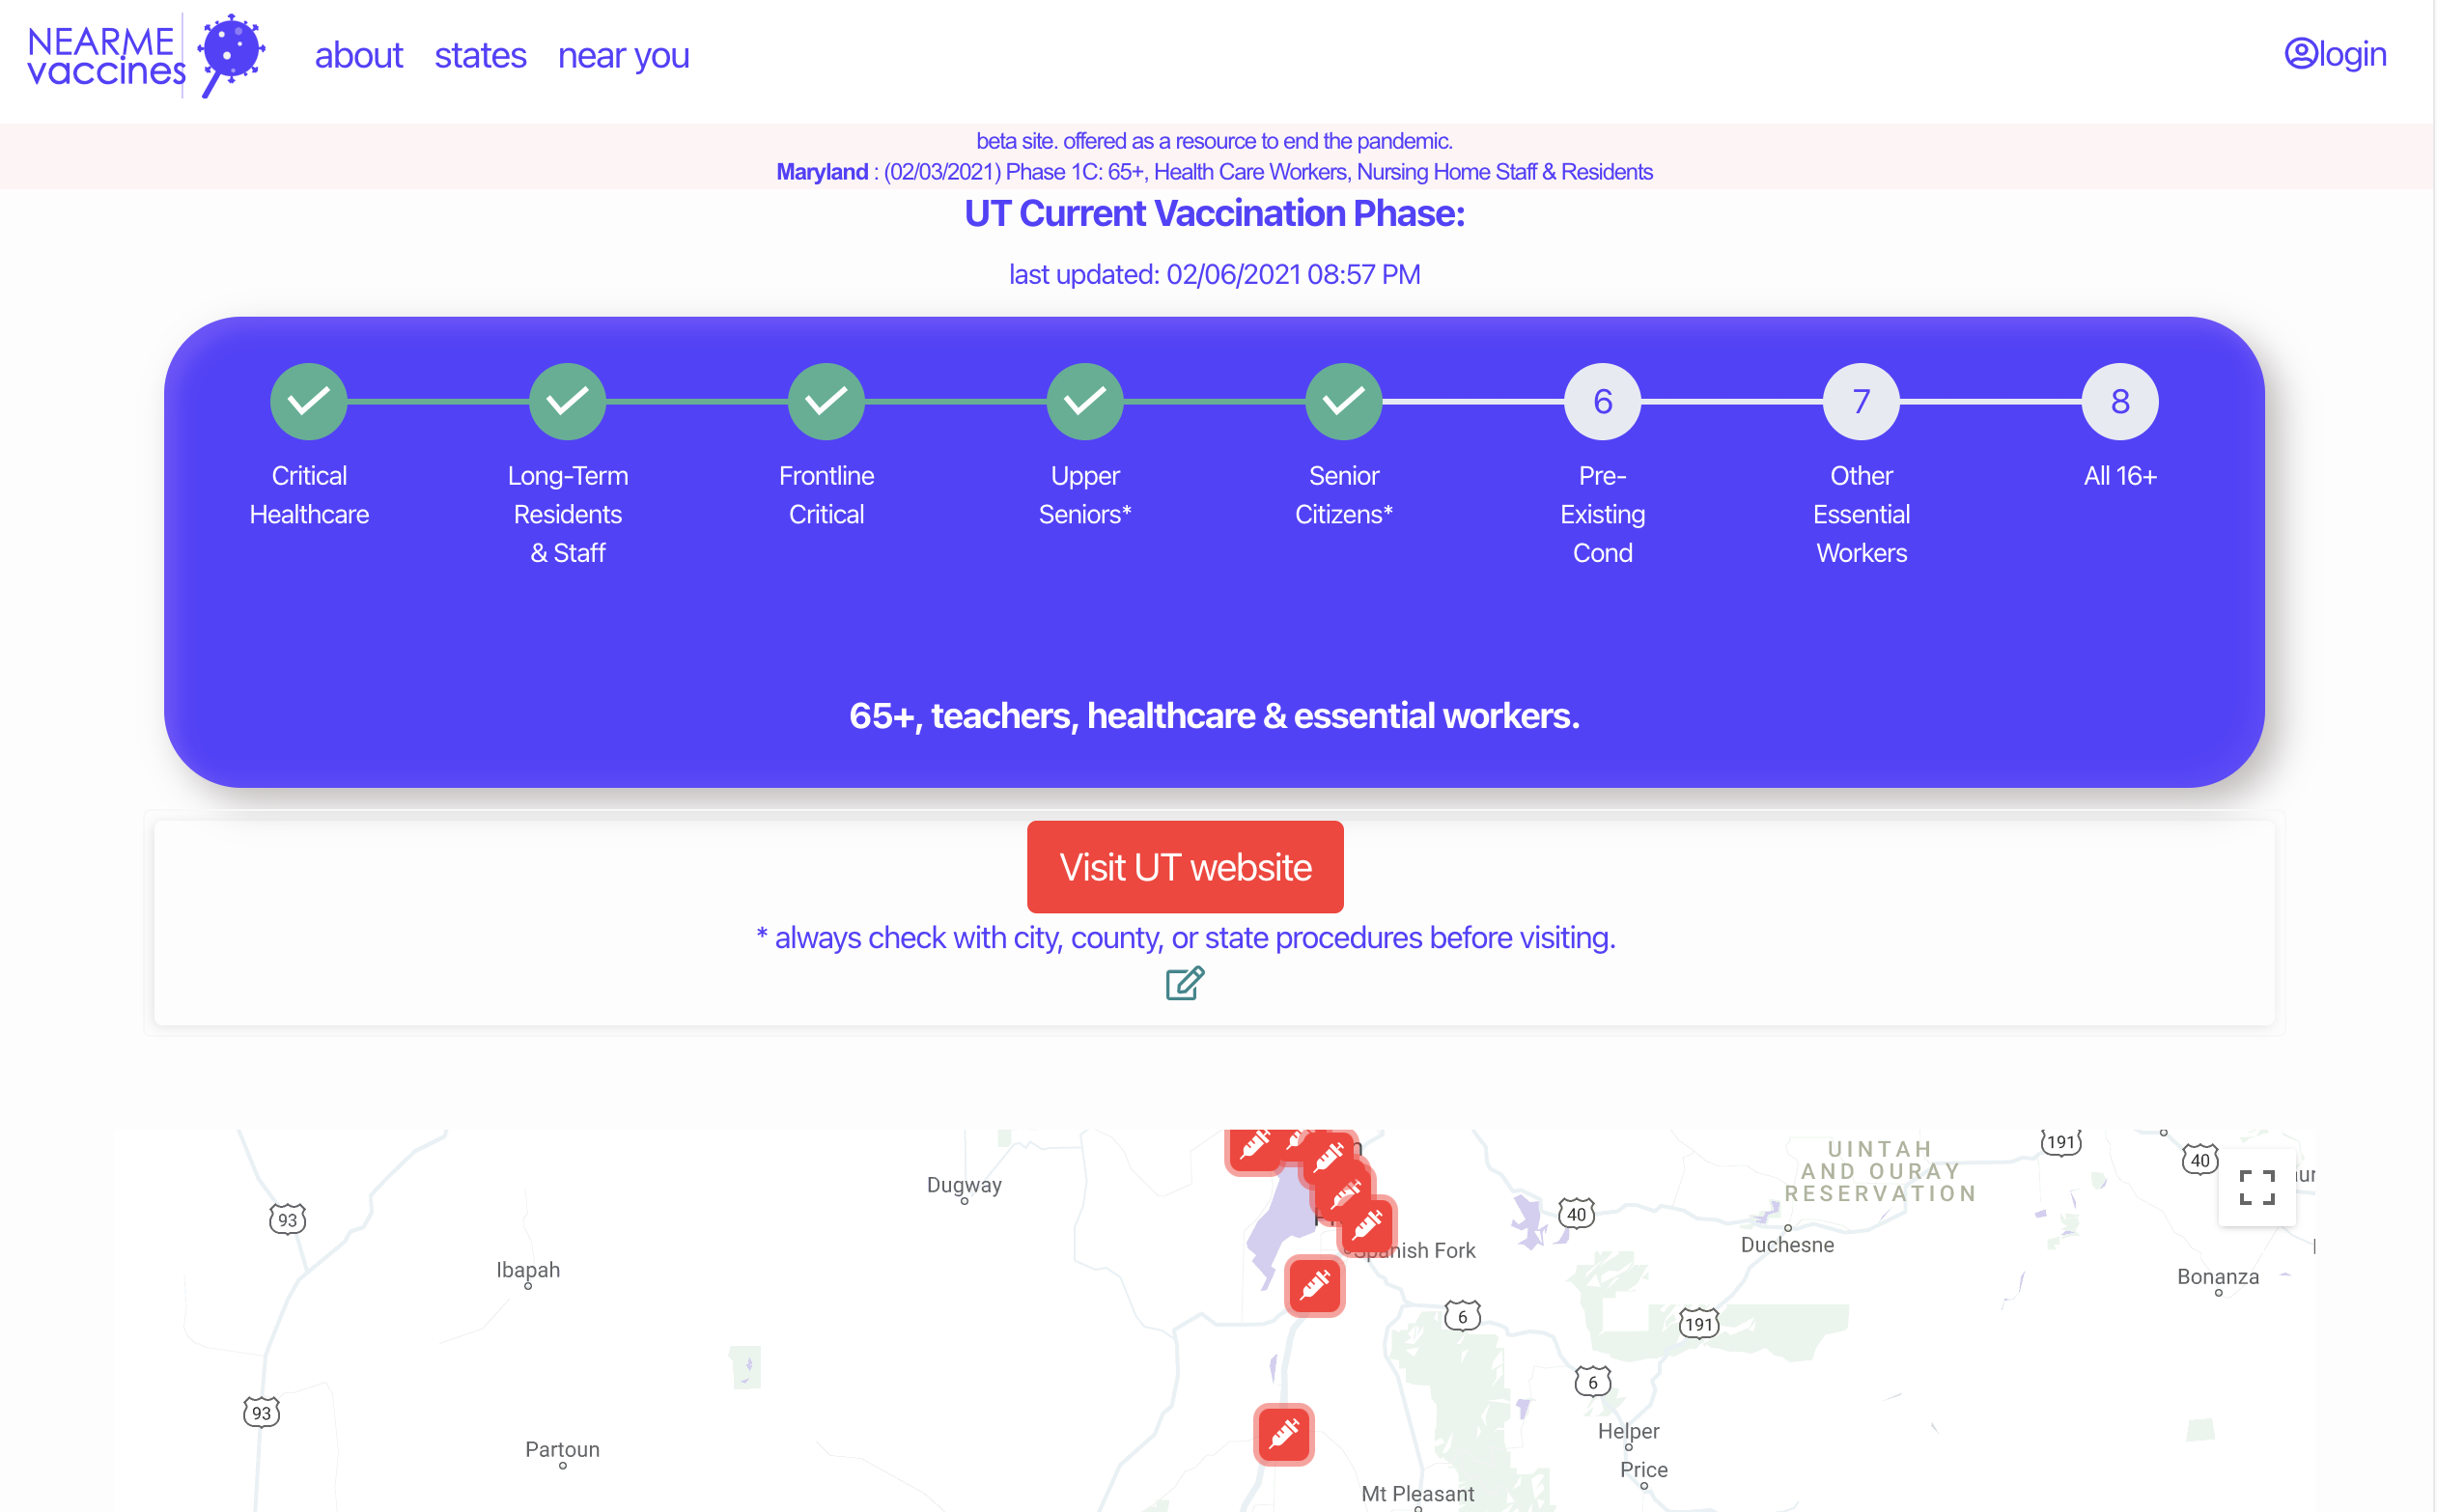 NEARME
vaccines
about states near you
login
beta site. offered as a resource to end the pandemic.
Maryland : (02/03/2021) Phase 1C: 65+, Health Care Workers, Nursing Home Staff & Residents
UT Current Vaccination Phase:
last updated: 02/06/2021 08:57 PM
6 7 8
Critical
Healthcare
Long-Term
Residents
& Staff
Frontline
Critical
Upper
Seniors*
Senior
Citizens*
Pre-
Existing
Cond
Other
Essential
Workers
All 16+
65+, teachers, healthcare & essential workers.
Visit UT website
* always check with city, county, or state procedures before visiting.
UINTAH
AND OURAY
RESERVATION
191
40
Dugway
93
40
Duchesne
Spanish Fork
Ibapah
Bonanza
6
191
6
93
Helper
Partoun
Price
Mt Pleasant